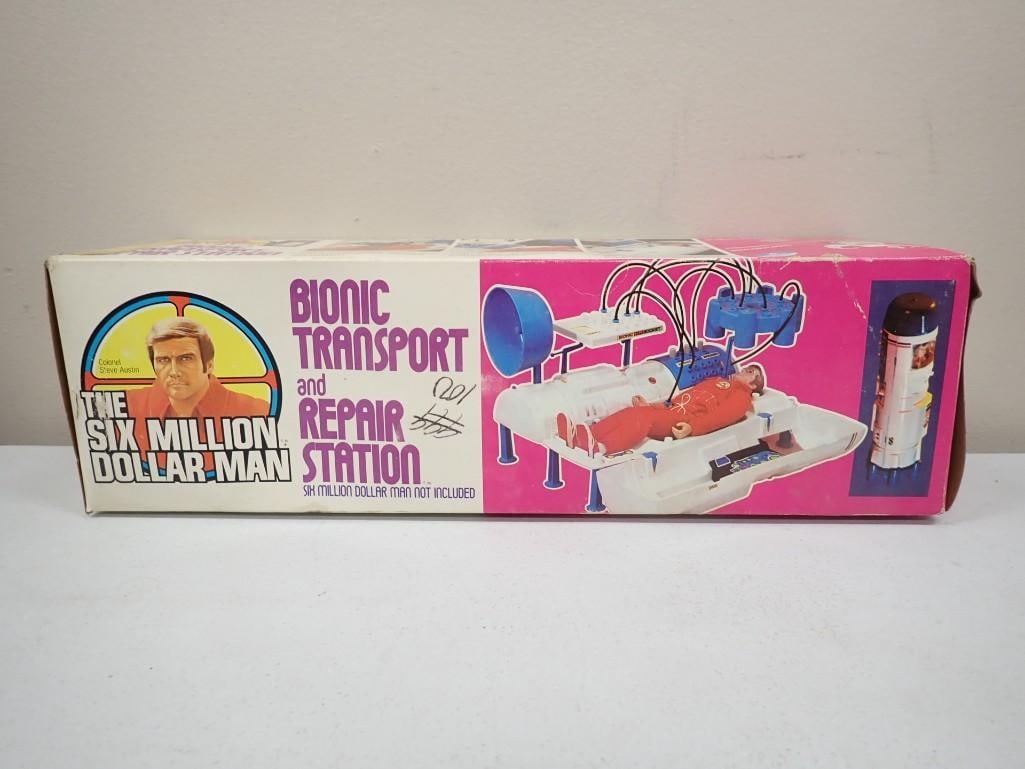 Colonel
Steve Austin
THE
SIX MILLION
DOLLAR MAN
BIONIC
TRANSPORT
and
REPAIR
STATION
SIX MILLION DOLLAR MAN NOT INCLUDED